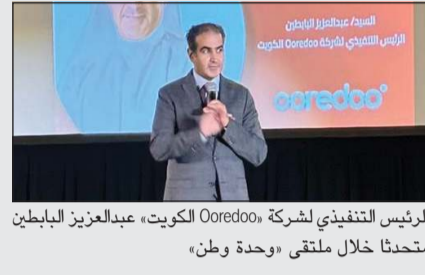 السيد/ عبدالعزيز البابطين
الرئيس التنفيذي لشركة Ooredoo الكويت
ooredoo
لرئيس التنفيذي لشركة «Ooredoo الكويت» عبدالعزيز البابطين
متحدثا خلال ملتقى «وحدة وطن»